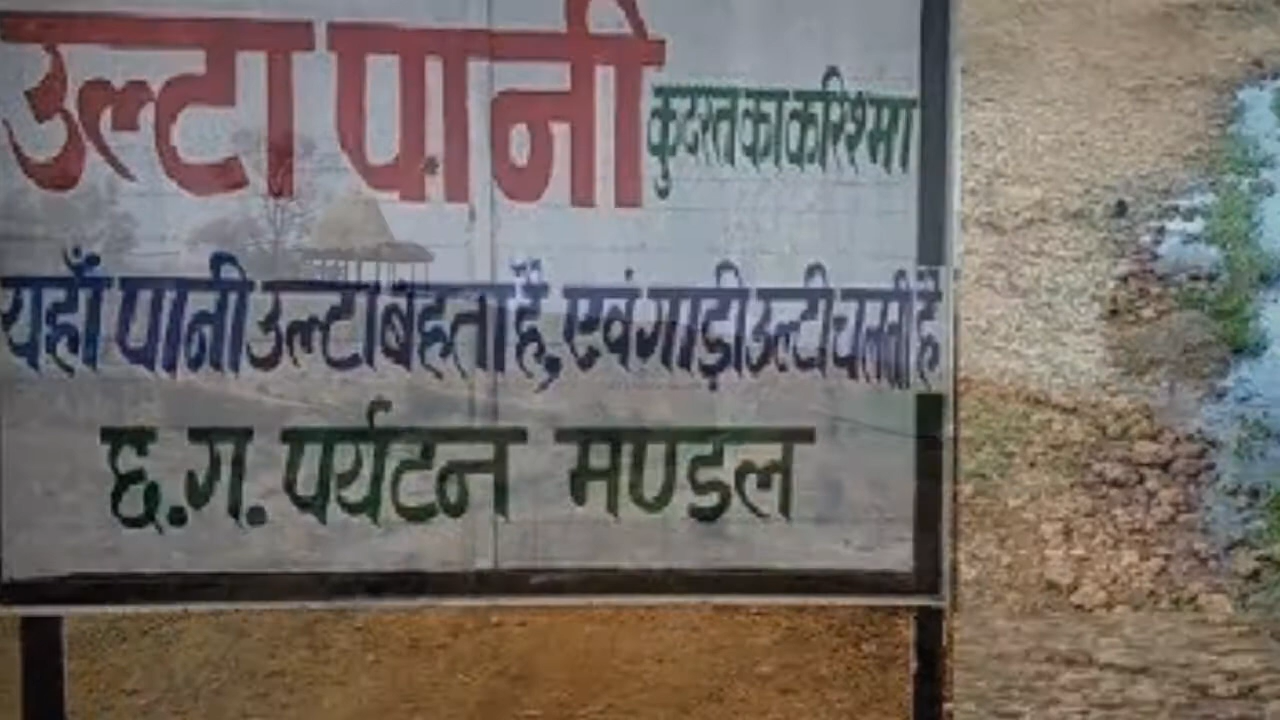 उल्टा पानी कुदरत का करिश्मा
यहाँ पानी उल्टा बहता है, एवं गाड़ी उल्टी चलती है
छ.ग. पर्यटन मण्डल